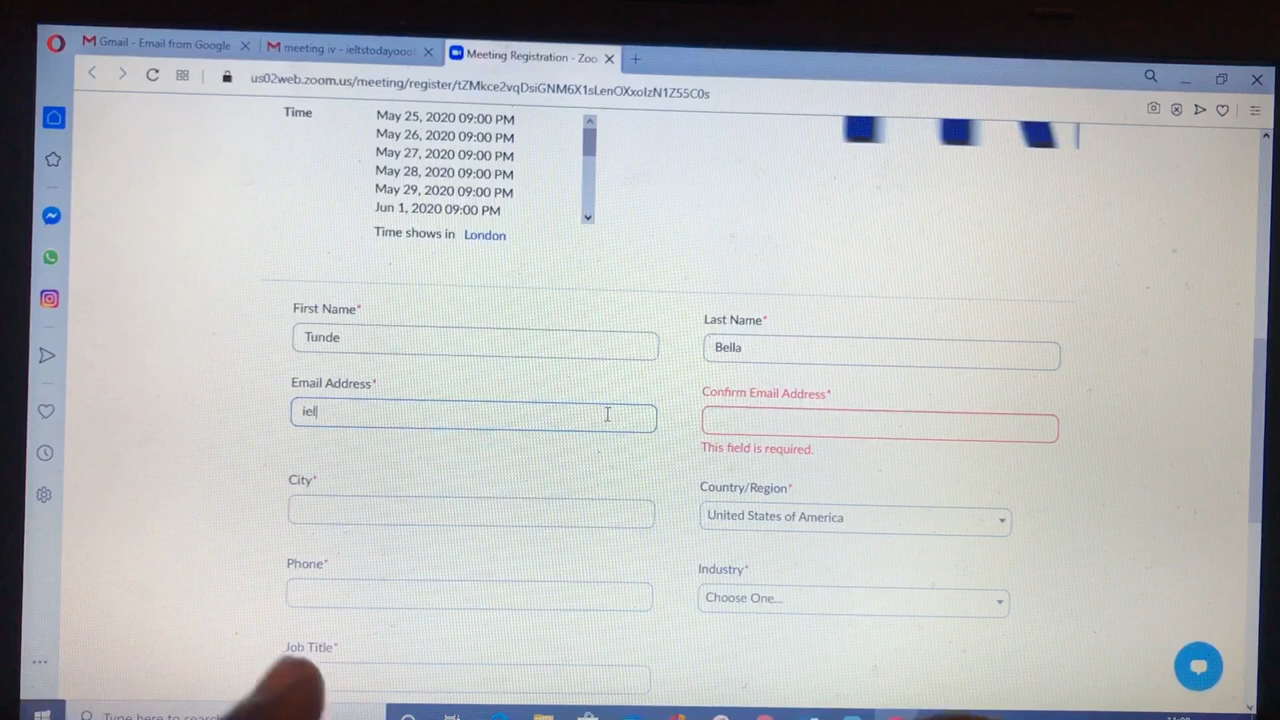 Gmail - Email from Google
meeting iv - ieltstodayooo
Meeting Registration - Zoo
us02web.zoom.us/meeting/register/tZMkce2vqDsiGNM6X1sLenOXxolzN1Z55C0s
Time
May 25, 2020 09:00 PM
May 26, 2020 09:00 PM
May 27, 2020 09:00 PM
May 28, 2020 09:00 PM
May 29, 2020 09:00 PM
Jun 1, 2020 09:00 PM
Time shows in London
First Name*
Last Name*
Tunde
Bella
Email Address*
Confirm Email Address*
iel
This field is required.
City*
Country/Region*
United States of America
Phone*
Industry*
Choose One...
Job Title*
Type here to search